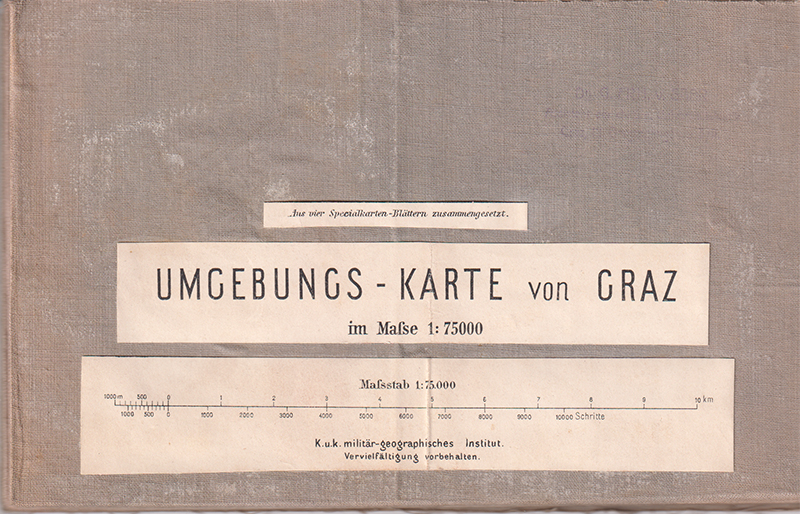 Aus vier Specialkarten-Blättern zusammengesetzt.
UMGEBUNGS - KARTE von GRAZ
im Maſse 1:75000
Maſsstab 1:75.000
1000m 500 0 1 2 3 4 5 6 7 8 9 10 km
1000 500 0 1000 2000 3000 4000 5000 6000 7000 8000 9000 10000 Schritte
K.u.k. militär-geographisches Institut.
Vervielfältigung vorbehalten.